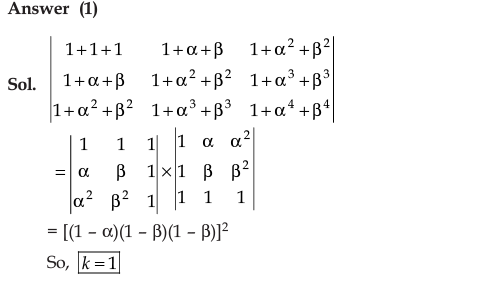 Answer (1)
Sol. |1+1+1 1+α+β 1+α²+β²|
|1+α+β 1+α²+β² 1+α³+β³|
|1+α²+β² 1+α³+β³ 1+α⁴+β⁴|
= |1 1 1| × |1 α α²|
|α β 1| |1 β β²|
|α² β² 1| |1 1 1|
= [(1 – α)(1 – β)(1 – β)]²
So, k = 1